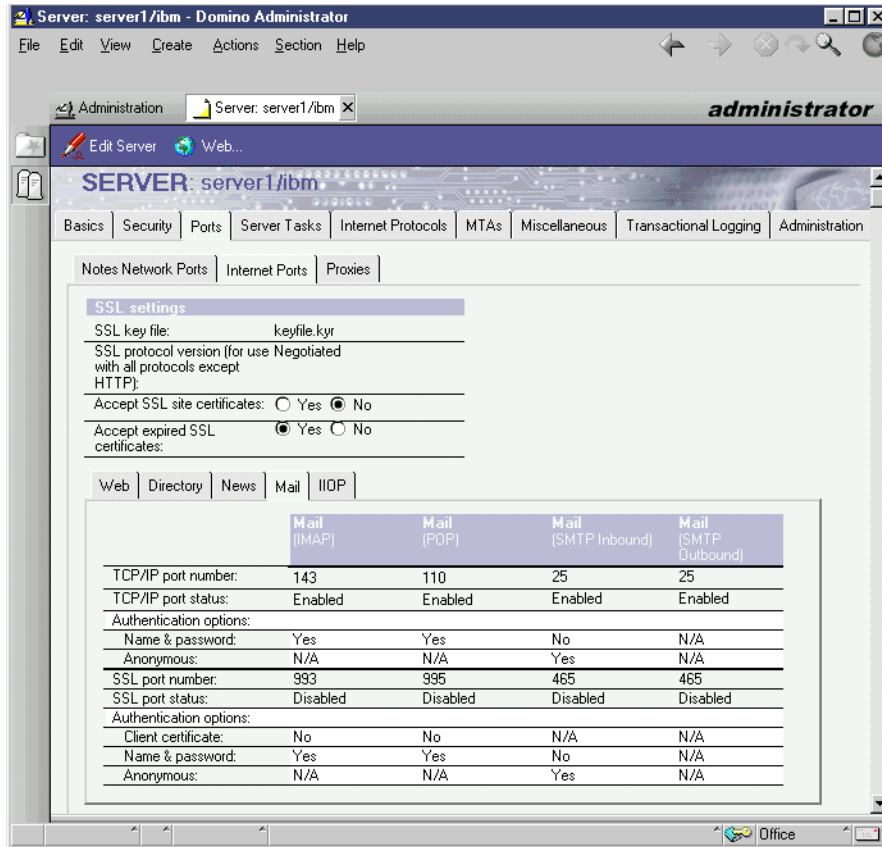 Server: server1/ibm - Domino Administrator
File Edit View Create Actions Section Help
Administration Server: server1/ibm administrator
Edit Server Web...
SERVER: server1/ibm
Basics Security Ports Server Tasks Internet Protocols MTAs Miscellaneous Transactional Logging Administration
Notes Network Ports Internet Ports Proxies
SSL settings
SSL key file: keyfile.kyr
SSL protocol version (for use Negotiated
with all protocols except
HTTP):
Accept SSL site certificates: Yes No
Accept expired SSL Yes No
certificates:
Web Directory News Mail IIOP
Mail Mail Mail Mail
(IMAP) (POP) (SMTP Inbound) (SMTP
Outbound)
TCP/IP port number: 143 110 25 25
TCP/IP port status: Enabled Enabled Enabled Enabled
Authentication options:
Name & password: Yes Yes No N/A
Anonymous: N/A N/A Yes N/A
SSL port number: 993 995 465 465
SSL port status: Disabled Disabled Disabled Disabled
Authentication options:
Client certificate: No No N/A N/A
Name & password: Yes Yes No N/A
Anonymous: N/A N/A Yes N/A
Office